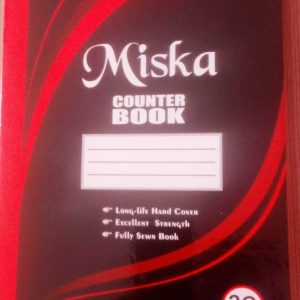 Miska
COUNTER
BOOK
☞ Long-life Hard Cover
☞ Excellent Strength
☞ Fully Sewn Book